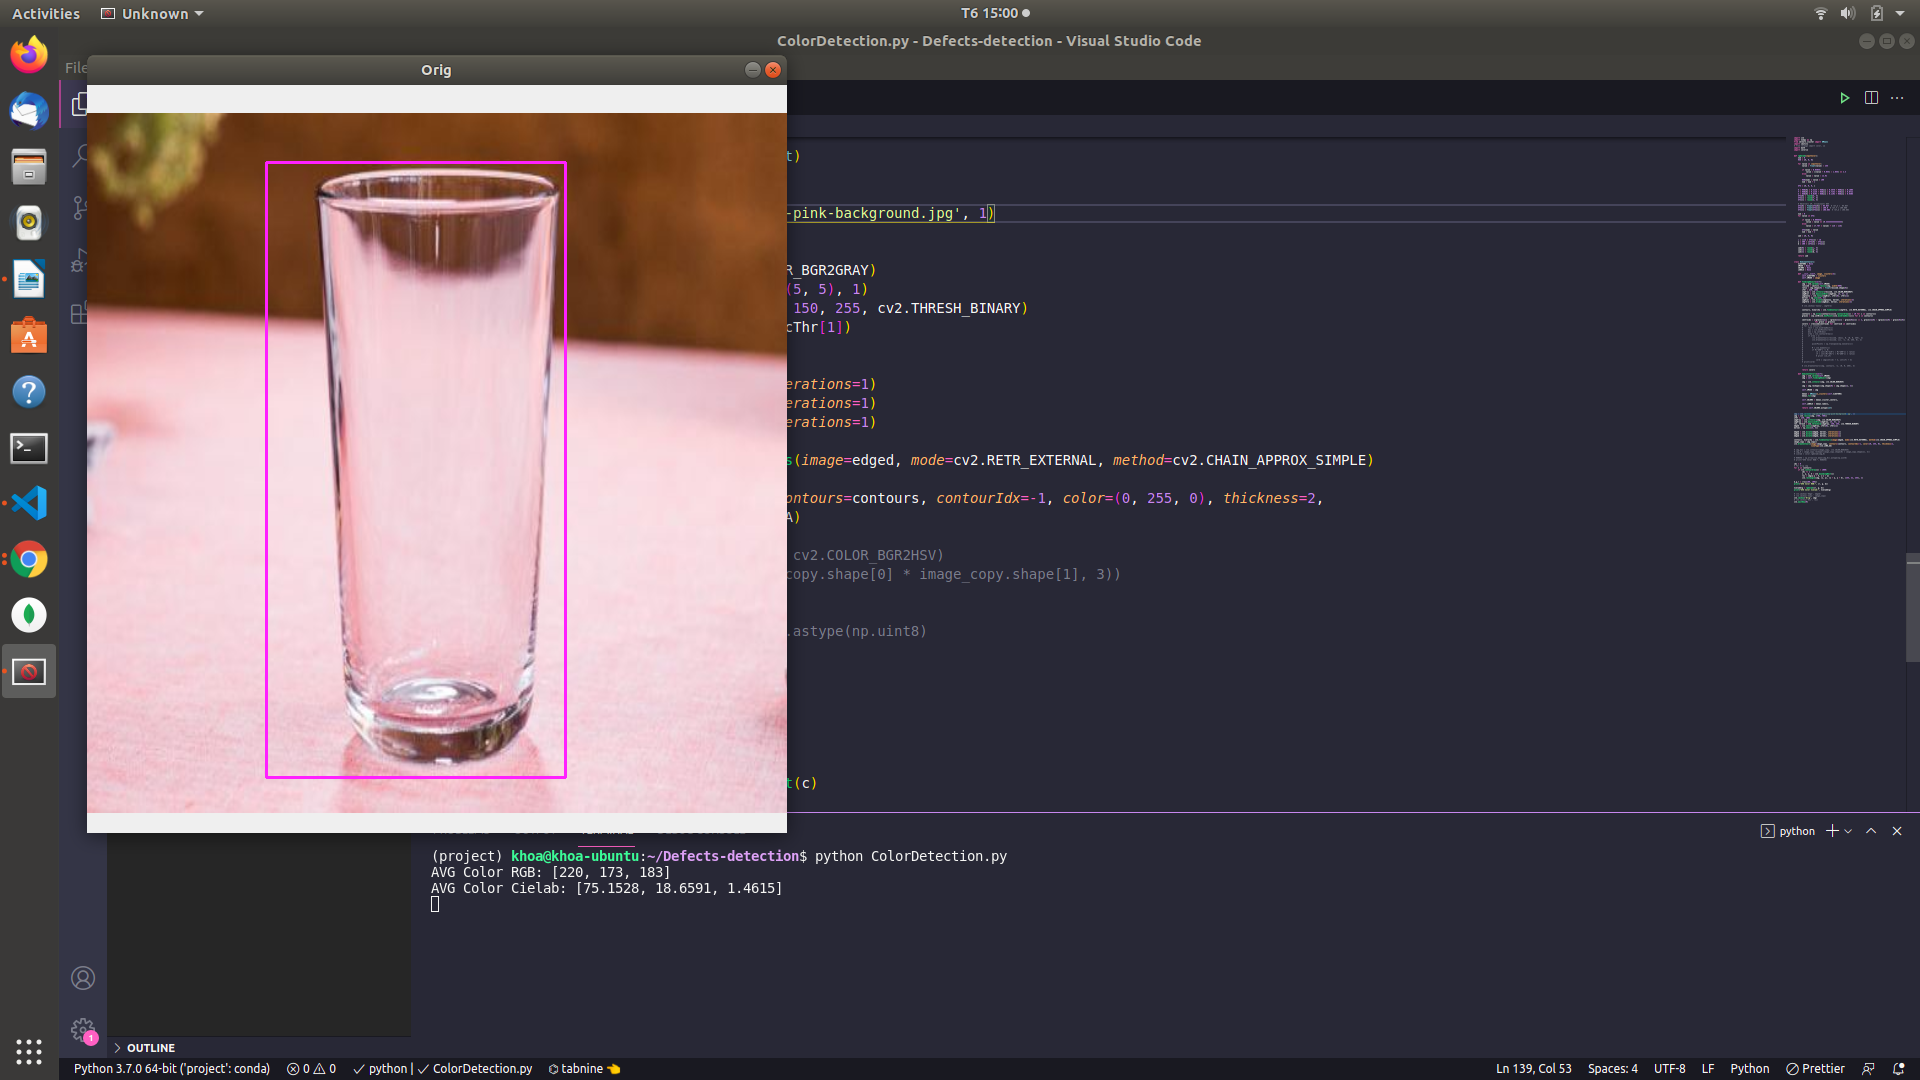 Activities
Unknown
T6 15:00
ColorDetection.py - Defects-detection - Visual Studio Code
File
Orig
t)
-pink-background.jpg', 1)
R_BGR2GRAY)
(5, 5), 1)
150, 255, cv2.THRESH_BINARY)
cThr[1])
erations=1)
erations=1)
erations=1)
s(image=edged, mode=cv2.RETR_EXTERNAL, method=cv2.CHAIN_APPROX_SIMPLE)
ontours=contours, contourIdx=-1, color=(0, 255, 0), thickness=2,
A)
cv2.COLOR_BGR2HSV)
copy.shape[0] * image_copy.shape[1], 3))
.astype(np.uint8)
t(c)
python
(project) khoa@khoa-ubuntu:~/Defects-detection$ python ColorDetection.py
AVG Color RGB: [220, 173, 183]
AVG Color Cielab: [75.1528, 18.6591, 1.4615]
1
OUTLINE
Python 3.7.0 64-bit ('project': conda) 0 0 python | ColorDetection.py tabnine Ln 139, Col 53 Spaces: 4 UTF-8 LF Python Prettier